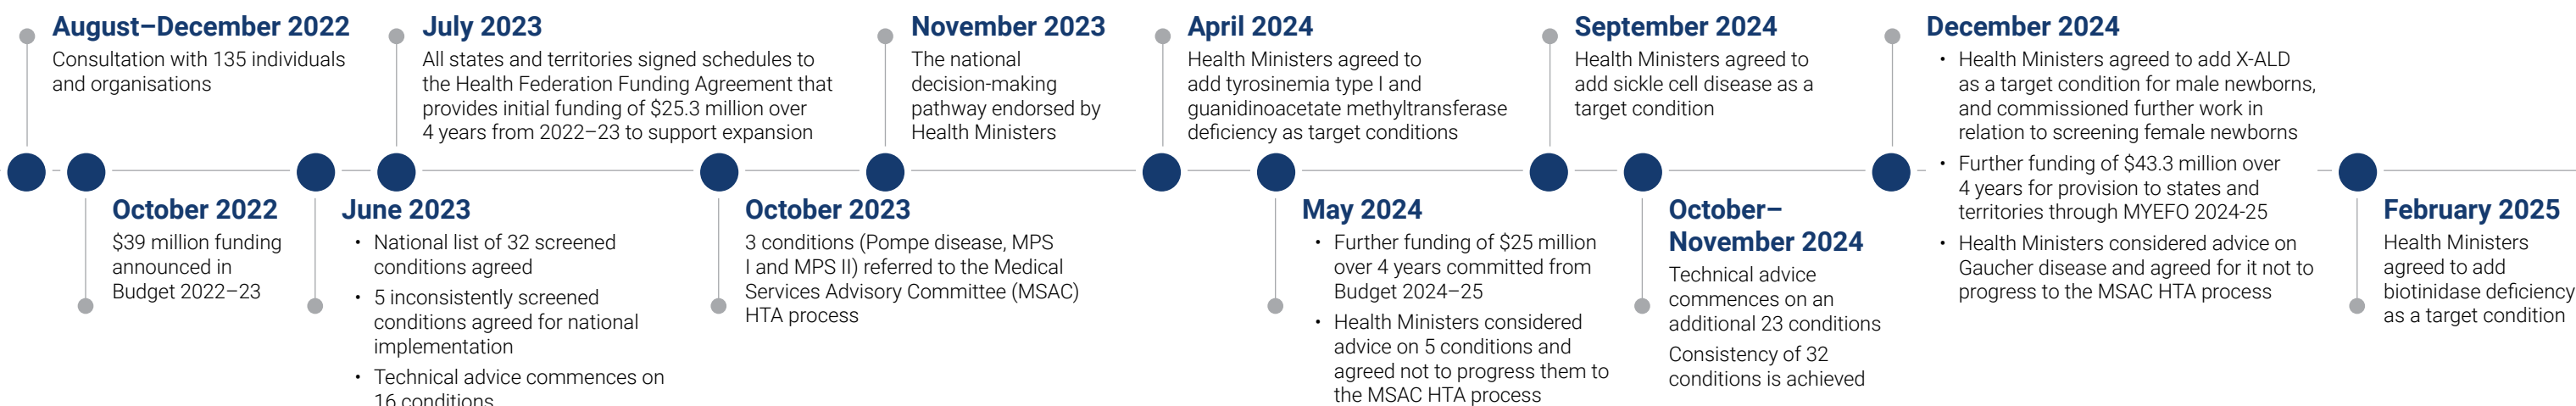 August–December 2022
Consultation with 135 individuals
and organisations
October 2022
$39 million funding
announced in
Budget 2022–23
June 2023
• National list of 32 screened
conditions agreed
• 5 inconsistently screened
conditions agreed for national
implementation
• Technical advice commences on
16 conditions
July 2023
All states and territories signed schedules to
the Health Federation Funding Agreement that
provides initial funding of $25.3 million over
4 years from 2022–23 to support expansion
October 2023
3 conditions (Pompe disease, MPS
I and MPS II) referred to the Medical
Services Advisory Committee (MSAC)
HTA process
November 2023
The national
decision-making
pathway endorsed by
Health Ministers
April 2024
Health Ministers agreed to
add tyrosinemia type I and
guanidinoacetate methyltransferase
deficiency as target conditions
May 2024
• Further funding of $25 million
over 4 years committed from
Budget 2024–25
• Health Ministers considered
advice on 5 conditions and
agreed not to progress them to
the MSAC HTA process
September 2024
Health Ministers agreed to
add sickle cell disease as a
target condition
October–
November 2024
Technical advice
commences on an
additional 23 conditions
Consistency of 32
conditions is achieved
December 2024
• Health Ministers agreed to add X-ALD
as a target condition for male newborns,
and commissioned further work in
relation to screening female newborns
• Further funding of $43.3 million over
4 years for provision to states and
territories through MYEFO 2024-25
• Health Ministers considered advice on
Gaucher disease and agreed for it not to
progress to the MSAC HTA process
February 2025
Health Ministers
agreed to add
biotinidase deficiency
as a target condition